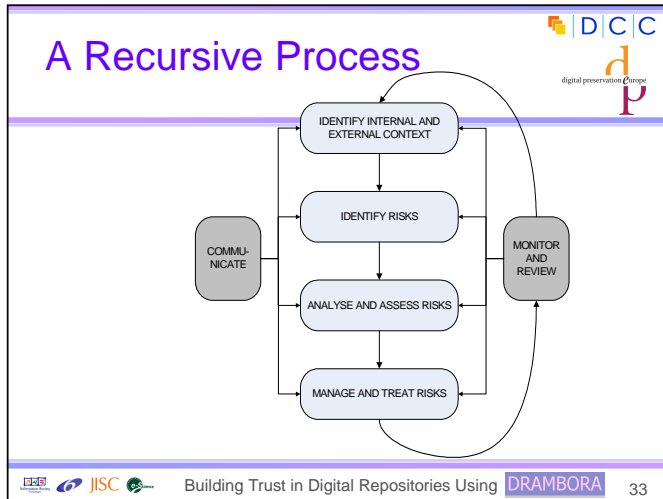 A Recursive Process
D|C|C
digital preservation europe
dp
IDENTIFY INTERNAL AND
EXTERNAL CONTEXT
IDENTIFY RISKS
COMMU-
NICATE
MONITOR
AND
REVIEW
ANALYSE AND ASSESS RISKS
MANAGE AND TREAT RISKS
JISC
Building Trust in Digital Repositories Using DRAMBORA
33